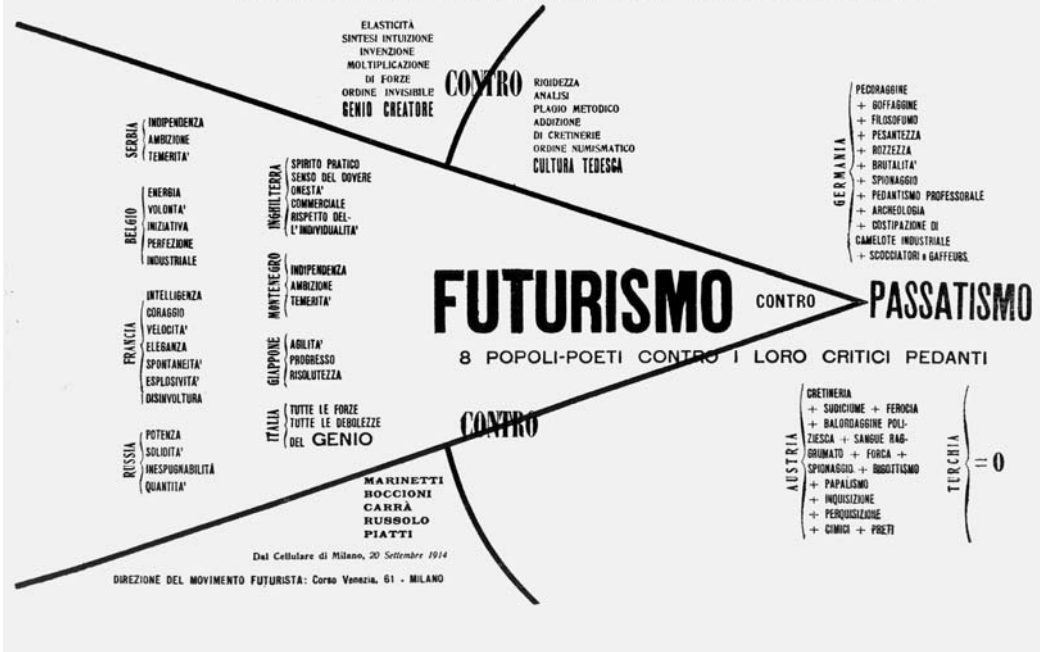 ELASTICITÀ
SINTESI INTUIZIONE
INVENZIONE
MOLTIPLICAZIONE
DI FORZE
ORDINE INVISIBILE
GENIO CREATORE
CONTRO
RIGIDEZZA
ANALISI
PLAGIO METODICO
ADDIZIONE
DI CRETINERIE
ORDINE NUMISMATICO
CULTURA TEDESCA
SERBIA
INDIPENDENZA
AMBIZIONE
TEMERITA'
BELGIO
ENERGIA
VOLONTA'
INIZIATIVA
PERFEZIONE
INDUSTRIALE
FRANCIA
INTELLIGENZA
CORAGGIO
VELOCITA'
ELEGANZA
SPONTANEITA'
ESPLOSIVITA'
DISINVOLTURA
RUSSIA
POTENZA
SOLIDITA'
INESPUGNABILITÀ
QUANTITA'
INGHILTERRA
SPIRITO PRATICO
SENSO DEL DOVERE
ONESTA'
COMMERCIALE
RISPETTO DEL-
L'INDIVIDUALITA'
MONTENEGRO
INDIPENDENZA
AMBIZIONE
TEMERITA'
GIAPPONE
AGILITA'
PROGRESSO
RISOLUTEZZA
ITALIA
TUTTE LE FORZE
TUTTE LE DEBOLEZZE
DEL GENIO
FUTURISMO CONTRO PASSATISMO
8 POPOLI-POETI CONTRO I LORO CRITICI PEDANTI
GERMANIA
PECORAGGINE
+ GOFFAGGINE
+ FILOSOFUMO
+ PESANTEZZA
+ ROZZEZZA
+ BRUTALITA'
+ SPIONAGGIO
+ PEDANTISMO PROFESSORALE
+ ARCHEOLOGIA
+ COSTIPAZIONE DI
CAMELOTE INDUSTRIALE
+ SCOCCIATORI e GAFFEURS.
CONTRO
AUSTRIA
CRETINERIA
+ SUDICIUME + FEROCIA
+ BALORDAGGINE POLI-
ZIESCA + SANGUE RAG-
GRUMATO + FORCA +
SPIONAGGIO + BIGOTTISMO
+ PAPALISMO
+ INQUISIZIONE
+ PERQUISIZIONE
+ CIMICI + PRETI
TURCHIA
= 0
MARINETTI
BOCCIONI
CARRÀ
RUSSOLO
PIATTI
Dal Cellulare di Milano, 20 Settembre 1914
DIREZIONE DEL MOVIMENTO FUTURISTA: Corso Venezia, 61 - MILANO